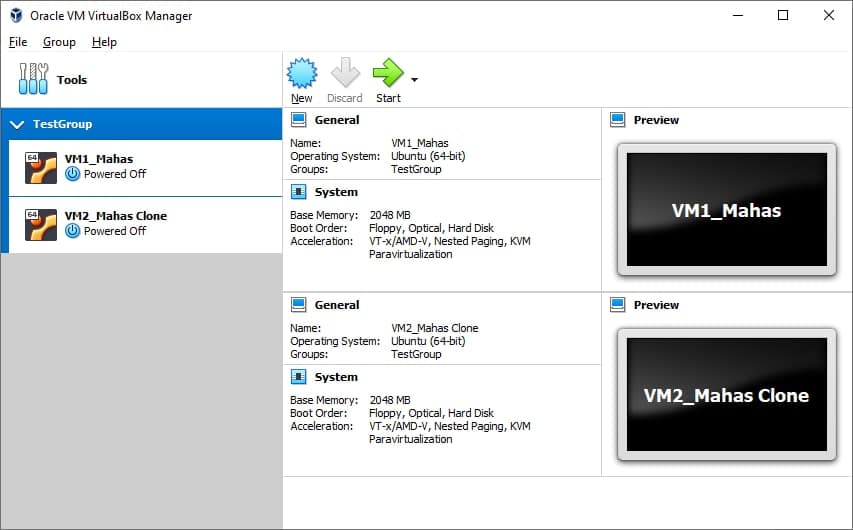 Oracle VM VirtualBox Manager
File Group Help
Tools
New Discard Start
TestGroup
64
VM1_Mahas
Powered Off
64
VM2_Mahas Clone
Powered Off
General
Name: VM1_Mahas
Operating System: Ubuntu (64-bit)
Groups: TestGroup
System
Base Memory: 2048 MB
Boot Order: Floppy, Optical, Hard Disk
Acceleration: VT-x/AMD-V, Nested Paging, KVM
Paravirtualization
Preview
VM1_Mahas
General
Name: VM2_Mahas Clone
Operating System: Ubuntu (64-bit)
Groups: TestGroup
System
Base Memory: 2048 MB
Boot Order: Floppy, Optical, Hard Disk
Acceleration: VT-x/AMD-V, Nested Paging, KVM
Paravirtualization
Preview
VM2_Mahas Clone